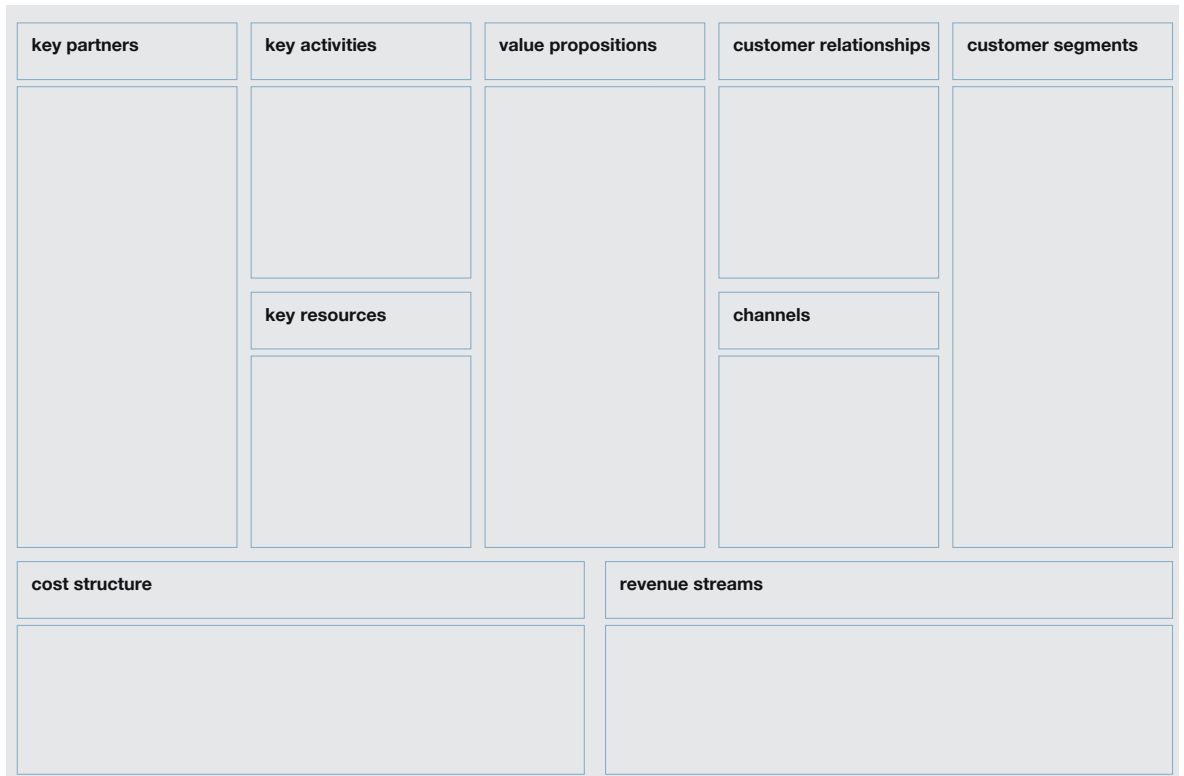 key partners
key activities
value propositions
customer relationships
customer segments
key resources
channels
cost structure
revenue streams